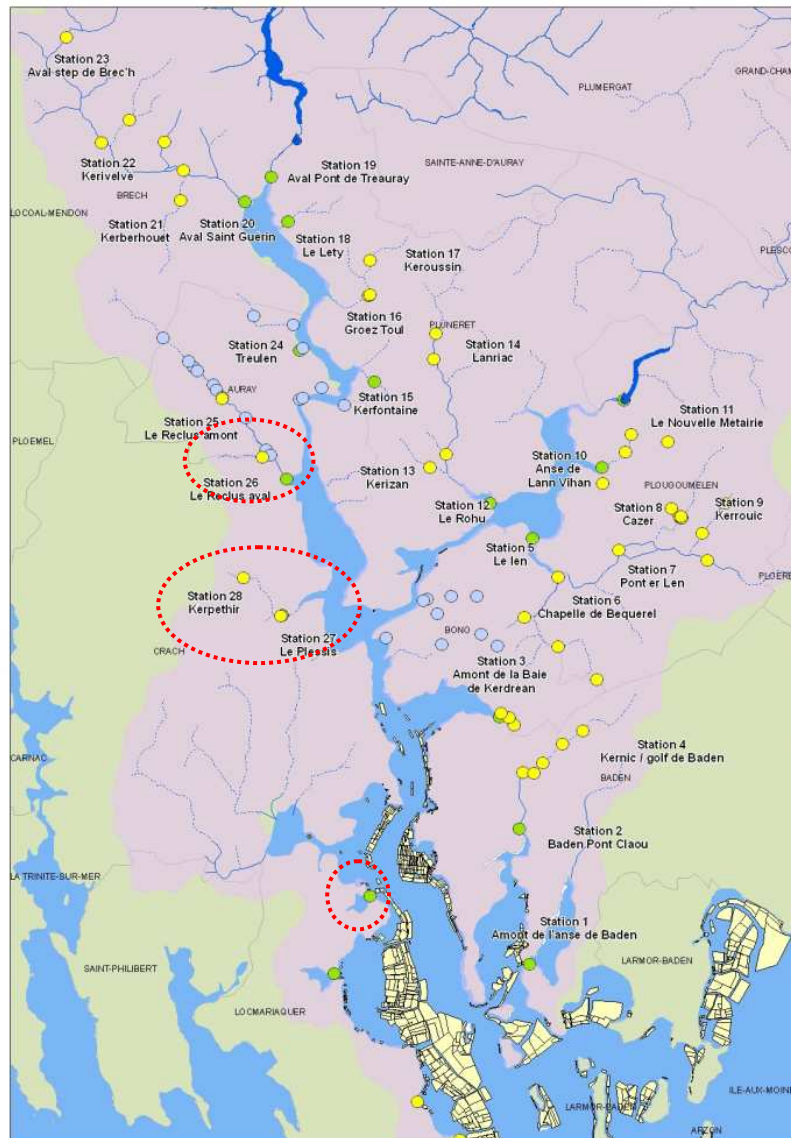 Station 23
Aval step de Brec'h
PLUMERGAT
GRAND-CHAM
Station 22
Kerivelve
BRECH
Station 19
Aval Pont de Treauray
SAINTE-ANNE-D'AURAY
LOCOAL-MENDON
Station 21
Kerberhouet
Station 20
Aval Saint Guerin
Station 18
Le Lety
Station 17
Keroussin
PLESCO
Station 16
Groez Toul
PLUNERET
Station 14
Lanriac
Station 24
Treulen
AURAY
Station 15
Kerfontaine
Station 11
Le Nouvelle Metairie
PLOEMEL
Station 25
Le Reclus amont
Station 26
Le Reclus aval
Station 13
Kerizan
Station 10
Anse de
Lann Vihan
PLOUGOUMELEN
Station 12
Le Rohu
Station 8
Cazer
Station 9
Kerrouic
Station 5
Le len
Station 7
Pont er Len
PLOERE
Station 28
Kerpethir
Station 6
Chapelle de Bequerel
BONO
Station 27
Le Plessis
CRACH
Station 3
Amont de la Baie
de Kerdrean
CARNAC
Station 4
Kernic / golf de Baden
BADEN
Station 2
Baden Pont Claou
LA TRINITE-SUR-MER
Station 1
Amont de l'anse de Baden
SAINT-PHILIBERT
LARMOR-BADEN
LOCMARIAQUER
ILE-AUX-MOINE
LARMOR-BADEN
ARZON